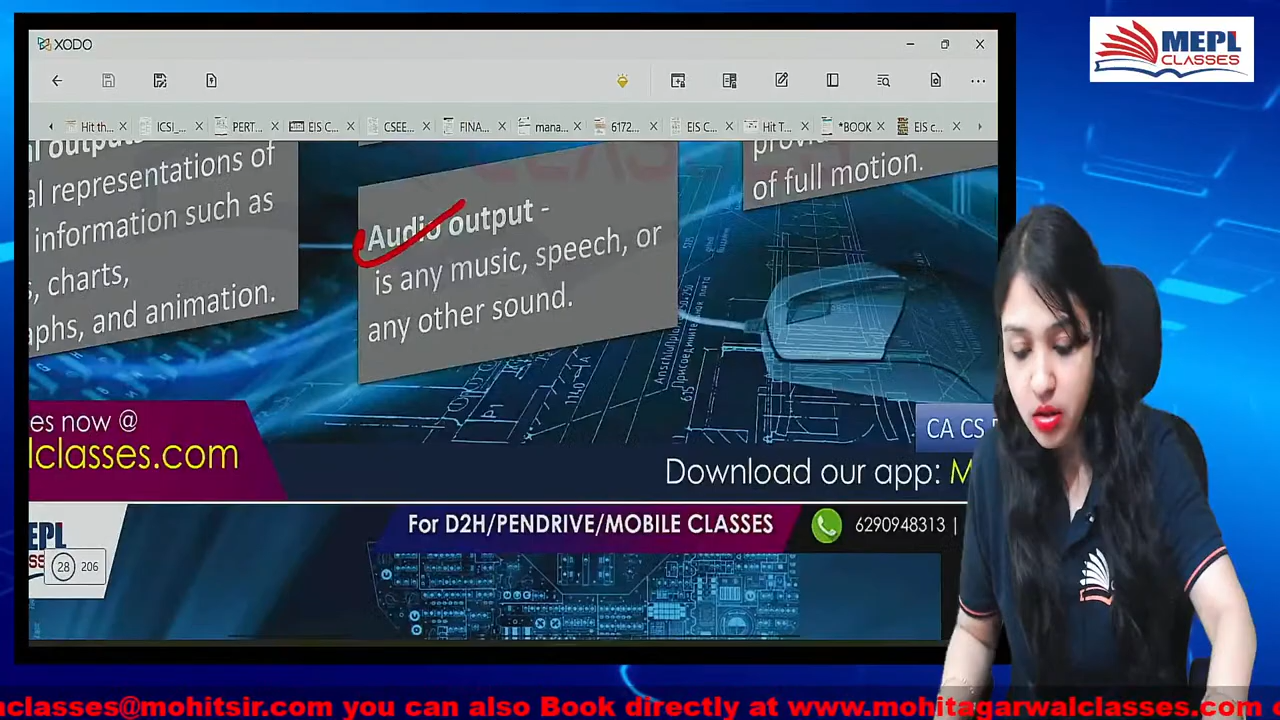 XODO
MEPL
CLASSES
Hit th...
ICSI_...
PERT...
EIS C...
CSEE...
FINA...
mana...
6172...
EIS C...
Hit T...
*BOOK
EIS c...
al representations of
information such as
, charts,
aphs, and animation.
Audio output -
is any music, speech, or
any other sound.
of full motion.
es now @
lclasses.com
CA CS
Download our app: M
For D2H/PENDRIVE/MOBILE CLASSES
6290948313 |
28 206
nclasses@mohitsir.com you can also Book directly at www.mohitagarwalclasses.com